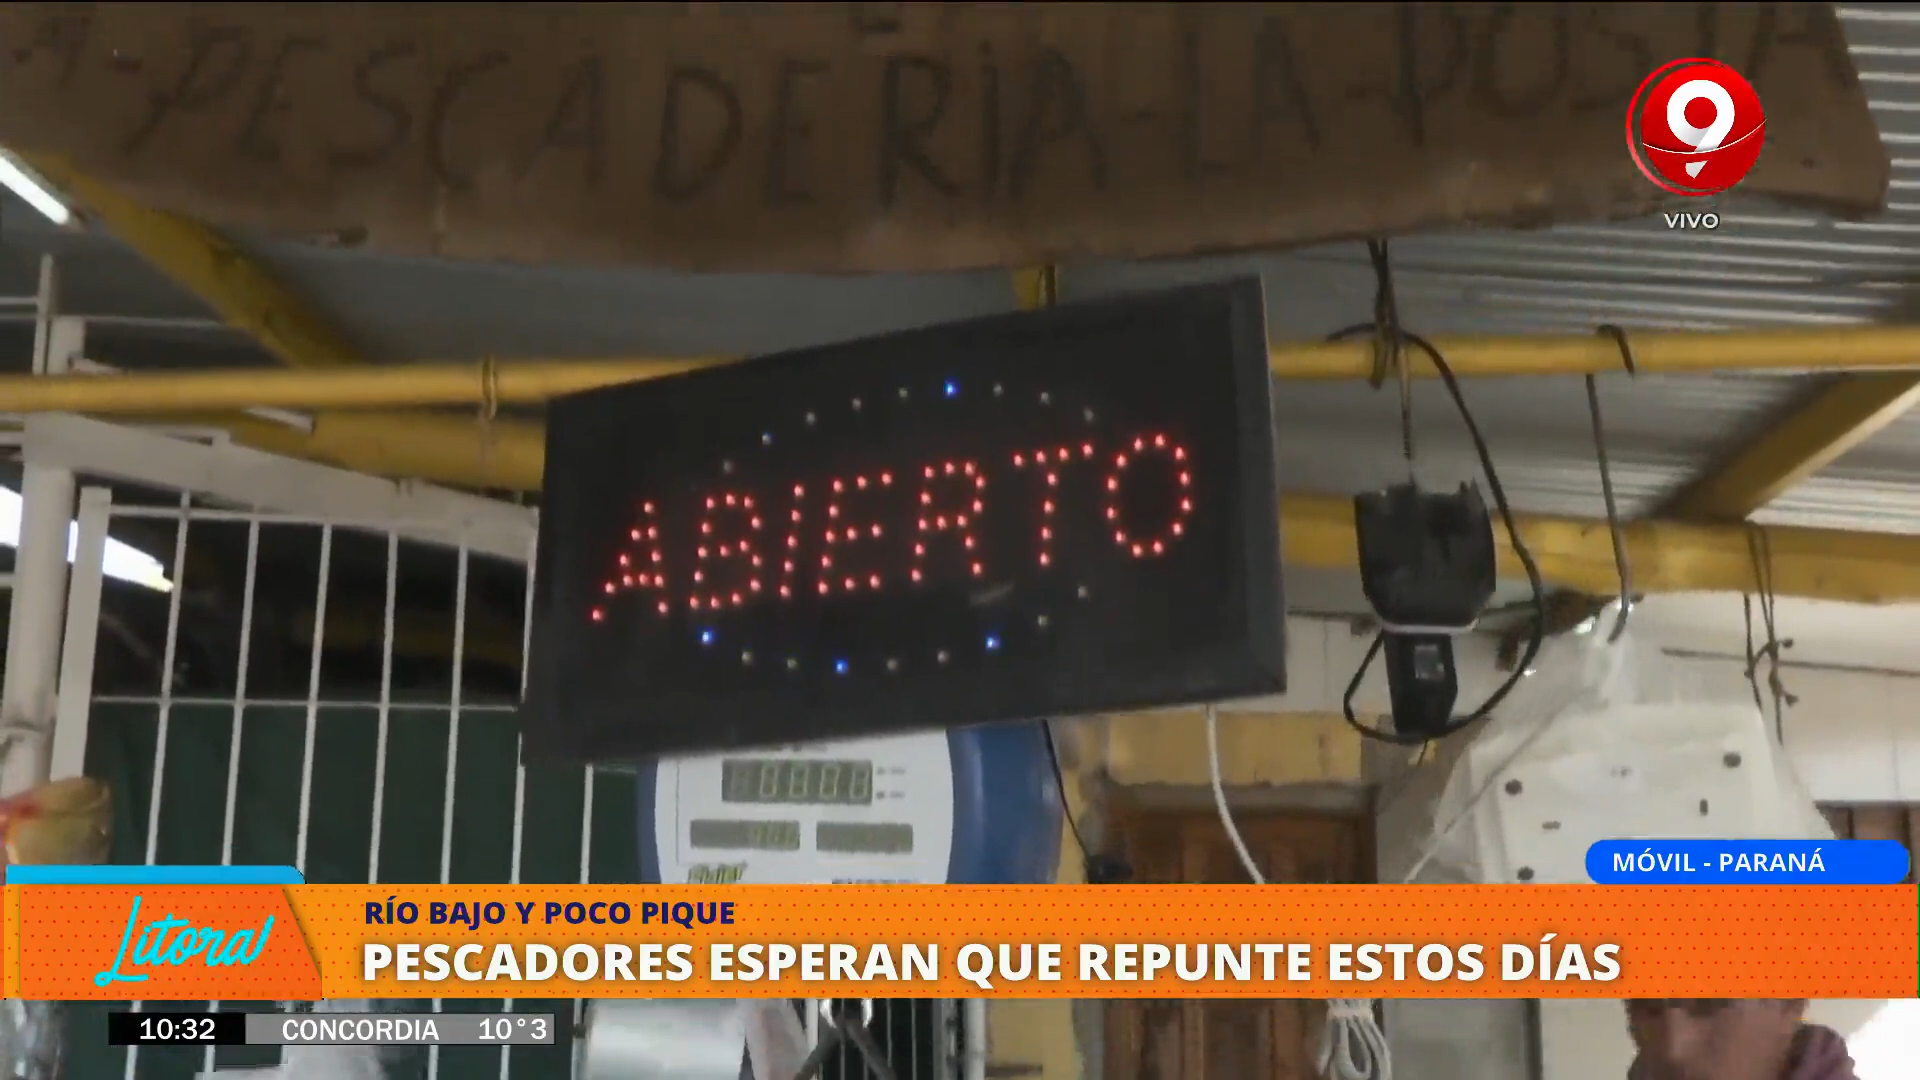 PESCADERIA-LA POSTA
9
VIVO
ABIERTO
MÓVIL - PARANÁ
Litoral
RÍO BAJO Y POCO PIQUE
PESCADORES ESPERAN QUE REPUNTE ESTOS DÍAS
10:32 CONCORDIA 10°3